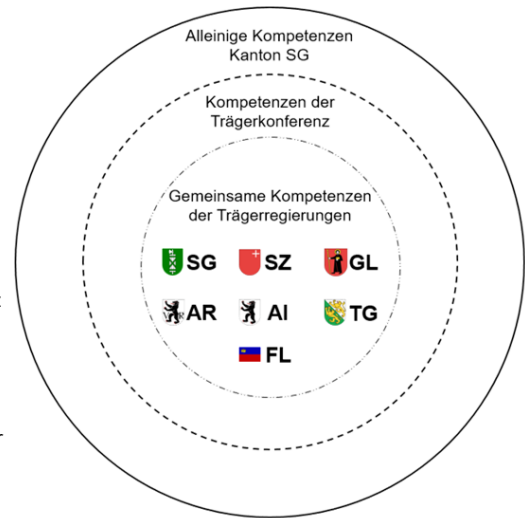 Alleinige Kompetenzen
Kanton SG
Kompetenzen der
Trägerkonferenz
Gemeinsame Kompetenzen
der Trägerregierungen
SG SZ GL
AR AI TG
FL